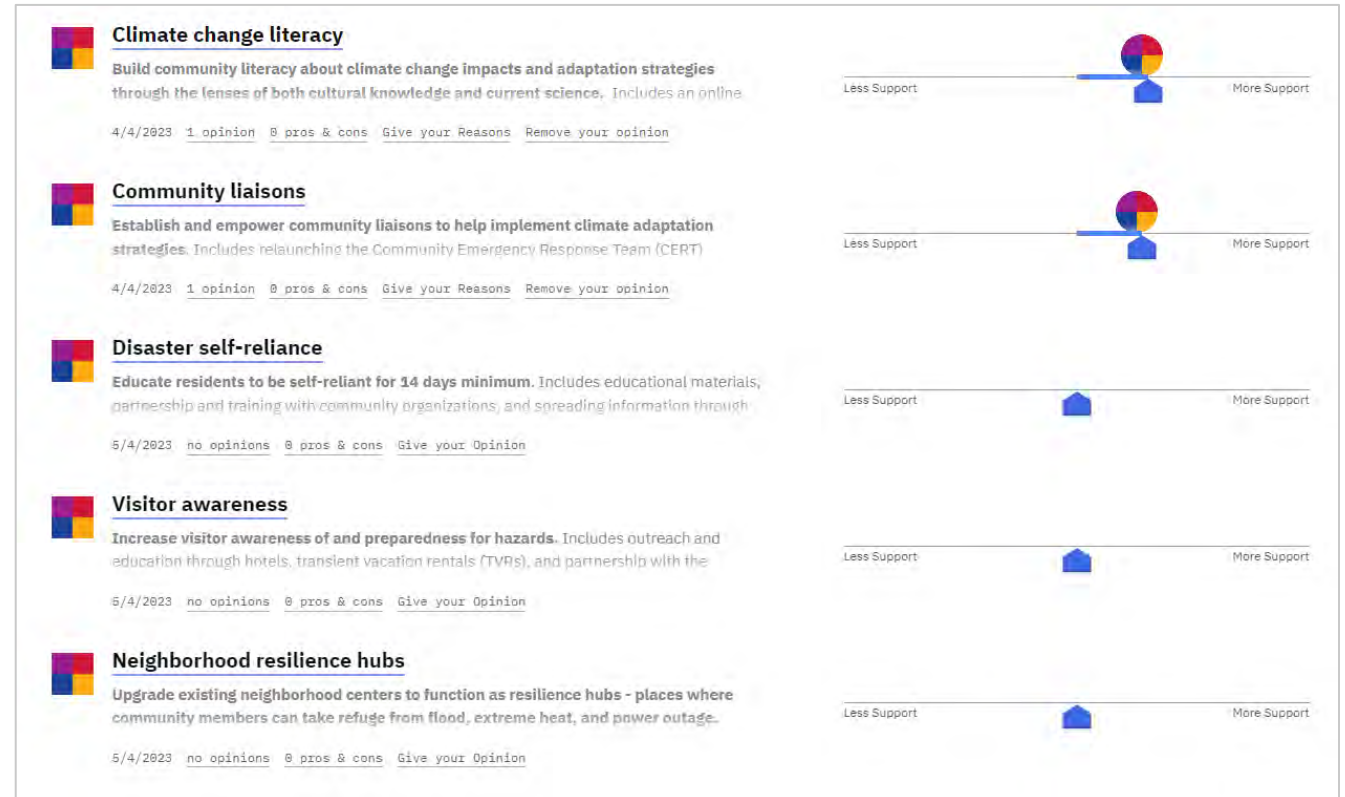 Climate change literacy
Build community literacy about climate change impacts and adaptation strategies
through the lenses of both cultural knowledge and current science. Includes an online
4/4/2023 1 opinion 0 pros & cons Give your Reasons Remove your opinion
Less Support More Support
Community liaisons
Establish and empower community liaisons to help implement climate adaptation
strategies. Includes relaunching the Community Emergency Response Team (CERT)
4/4/2023 1 opinion 0 pros & cons Give your Reasons Remove your opinion
Less Support More Support
Disaster self-reliance
Educate residents to be self-reliant for 14 days minimum. Includes educational materials,
partnership and training with community organizations, and spreading information through
5/4/2023 no opinions 0 pros & cons Give your Opinion
Less Support More Support
Visitor awareness
Increase visitor awareness of and preparedness for hazards. Includes outreach and
education through hotels, transient vacation rentals (TVRs), and partnership with the
5/4/2023 no opinions 0 pros & cons Give your Opinion
Less Support More Support
Neighborhood resilience hubs
Upgrade existing neighborhood centers to function as resilience hubs - places where
community members can take refuge from flood, extreme heat, and power outage.
5/4/2023 no opinions 0 pros & cons Give your Opinion
Less Support More Support